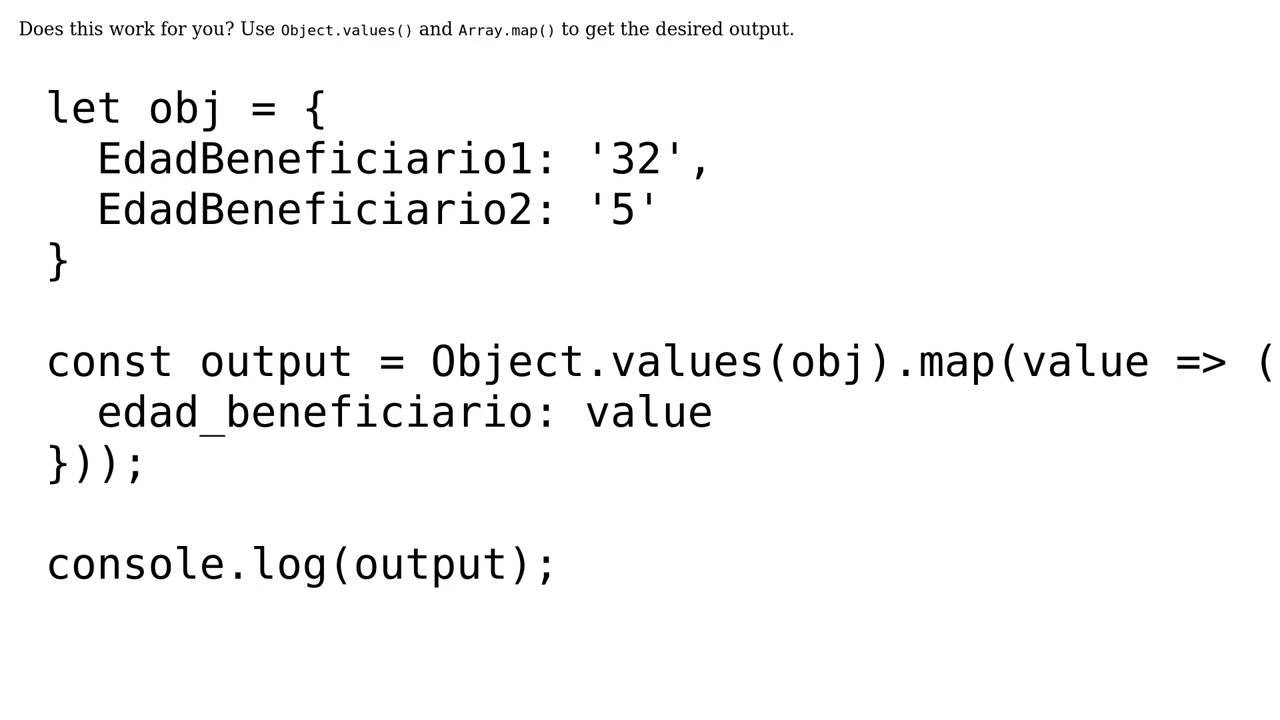 Does this work for you? Use Object.values() and Array.map() to get the desired output.
let obj = {
  EdadBeneficiario1: '32',
  EdadBeneficiario2: '5'
}
const output = Object.values(obj).map(value => (
  edad_beneficiario: value
}));
console.log(output);